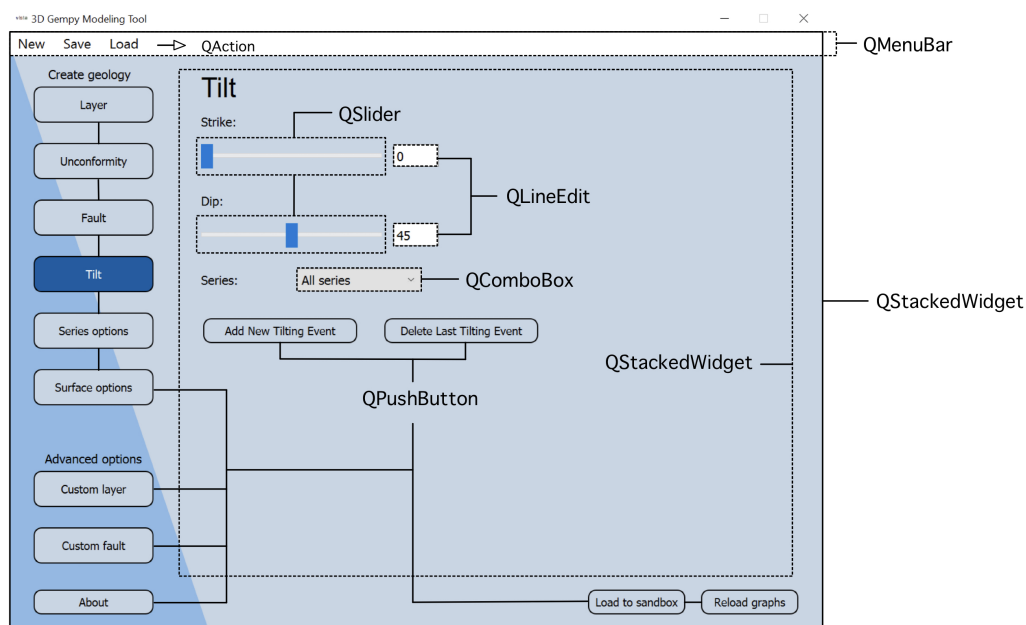 3D Gempy Modeling Tool
New Save Load QAction
QMenuBar
Create geology
Layer
Unconformity
Fault
Tilt
Series options
Surface options
Advanced options
Custom layer
Custom fault
About
Tilt
Strike:
QSlider
0
QLineEdit
Dip:
45
Series:
All series
QComboBox
QStackedWidget
Add New Tilting Event
Delete Last Tilting Event
QStackedWidget
QPushButton
Load to sandbox
Reload graphs